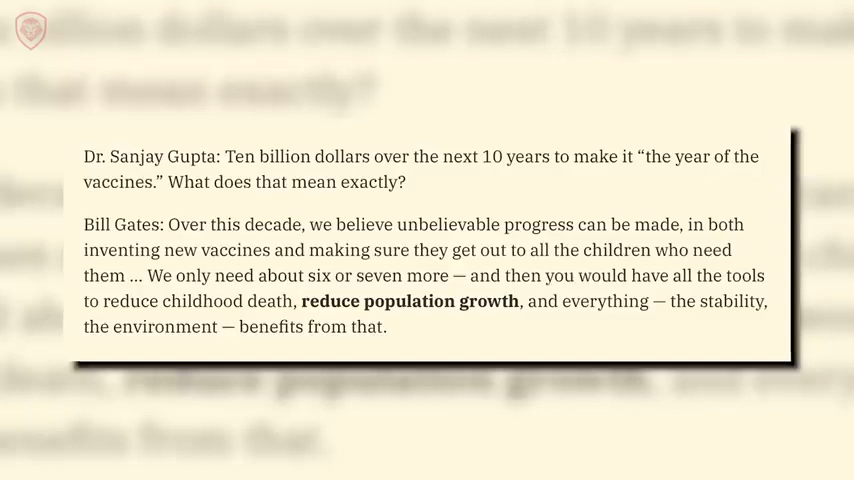 Dr. Sanjay Gupta: Ten billion dollars over the next 10 years to make it “the year of the
vaccines.” What does that mean exactly?
Bill Gates: Over this decade, we believe unbelievable progress can be made, in both
inventing new vaccines and making sure they get out to all the children who need
them ... We only need about six or seven more — and then you would have all the tools
to reduce childhood death, reduce population growth, and everything — the stability,
the environment — benefits from that.